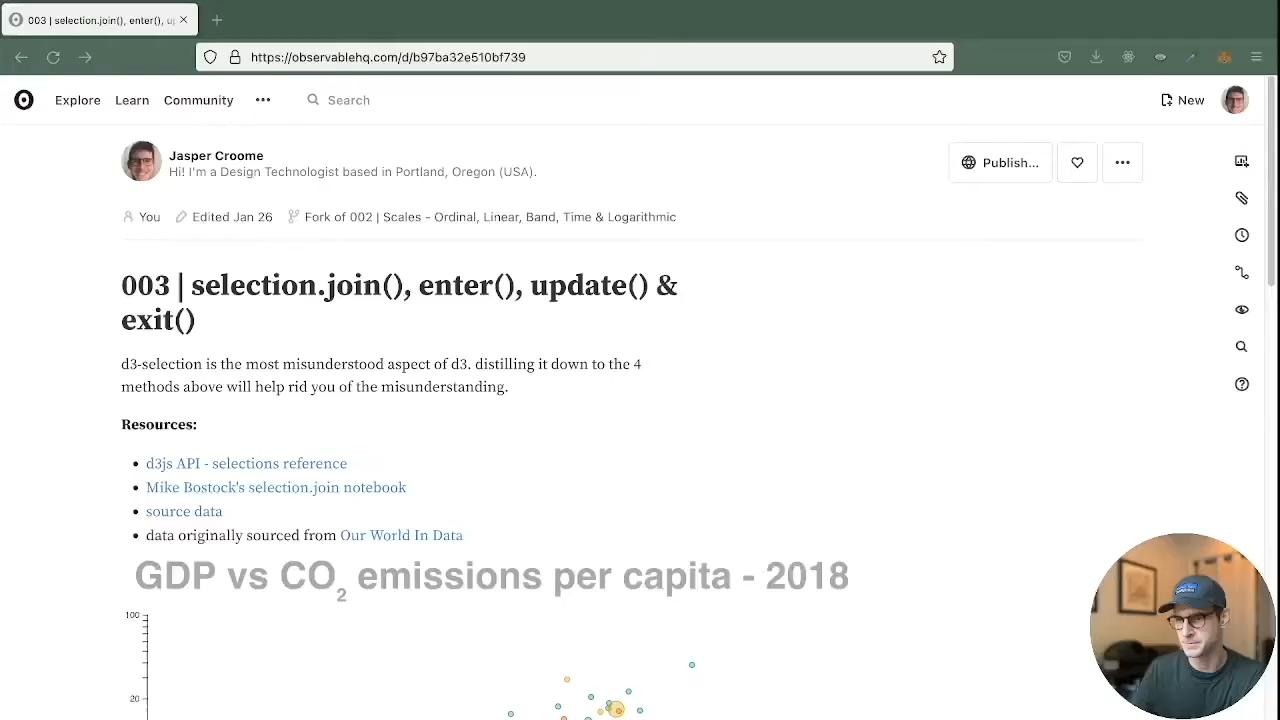 003 | selection.join(), enter(), u
https://observablehq.com/d/b97ba32e510bf739
Explore Learn Community ••• Search New
Jasper Croome
Hi! I'm a Design Technologist based in Portland, Oregon (USA).
Publish...
You Edited Jan 26 Fork of 002 | Scales - Ordinal, Linear, Band, Time & Logarithmic
003 | selection.join(), enter(), update() &
exit()
d3-selection is the most misunderstood aspect of d3. distilling it down to the 4
methods above will help rid you of the misunderstanding.
Resources:
• d3js API - selections reference
• Mike Bostock's selection.join notebook
• source data
• data originally sourced from Our World In Data
GDP vs CO₂ emissions per capita - 2018
100
20